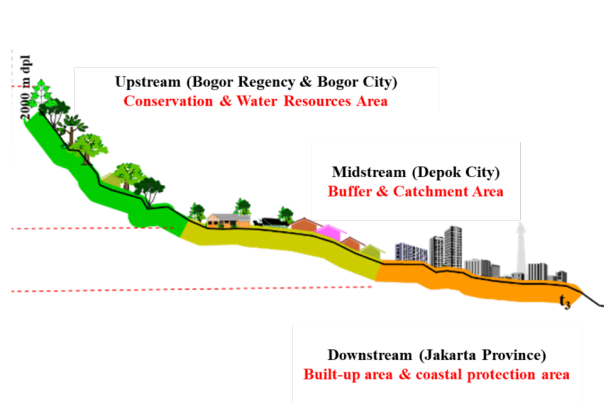 2000 m dpl
Upstream (Bogor Regency & Bogor City)
Conservation & Water Resources Area
Midstream (Depok City)
Buffer & Catchment Area
t3
Downstream (Jakarta Province)
Built-up area & coastal protection area